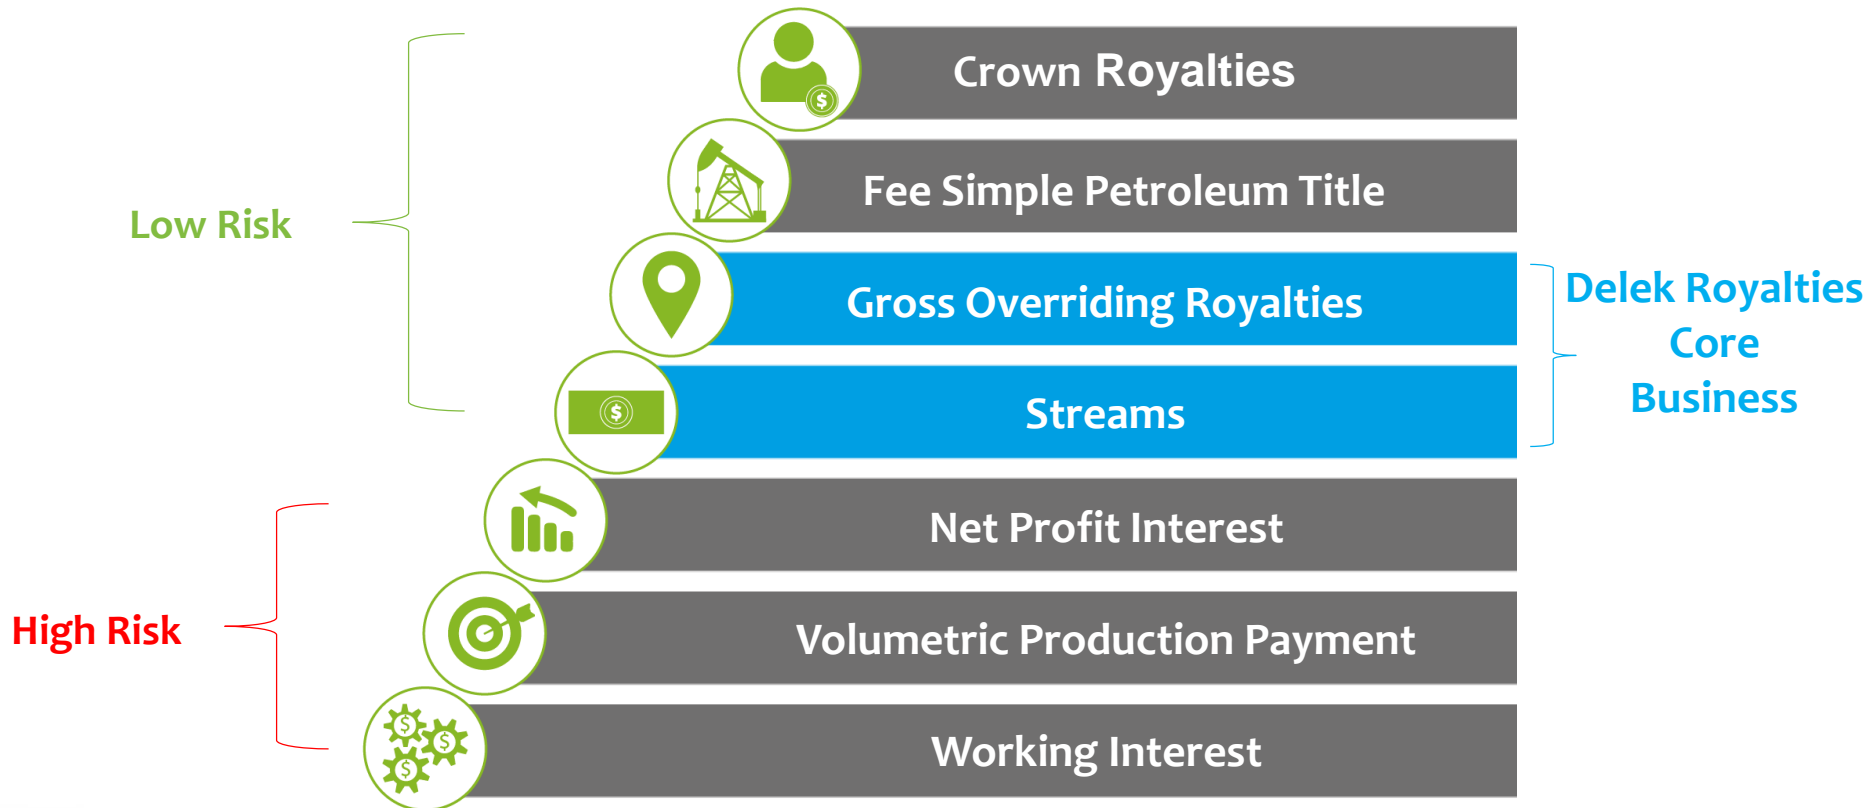 Crown Royalties
Fee Simple Petroleum Title
Low Risk
Gross Overriding Royalties
Delek Royalties
Core
Business
Streams
Net Profit Interest
High Risk
Volumetric Production Payment
Working Interest
$
$
$
$
$